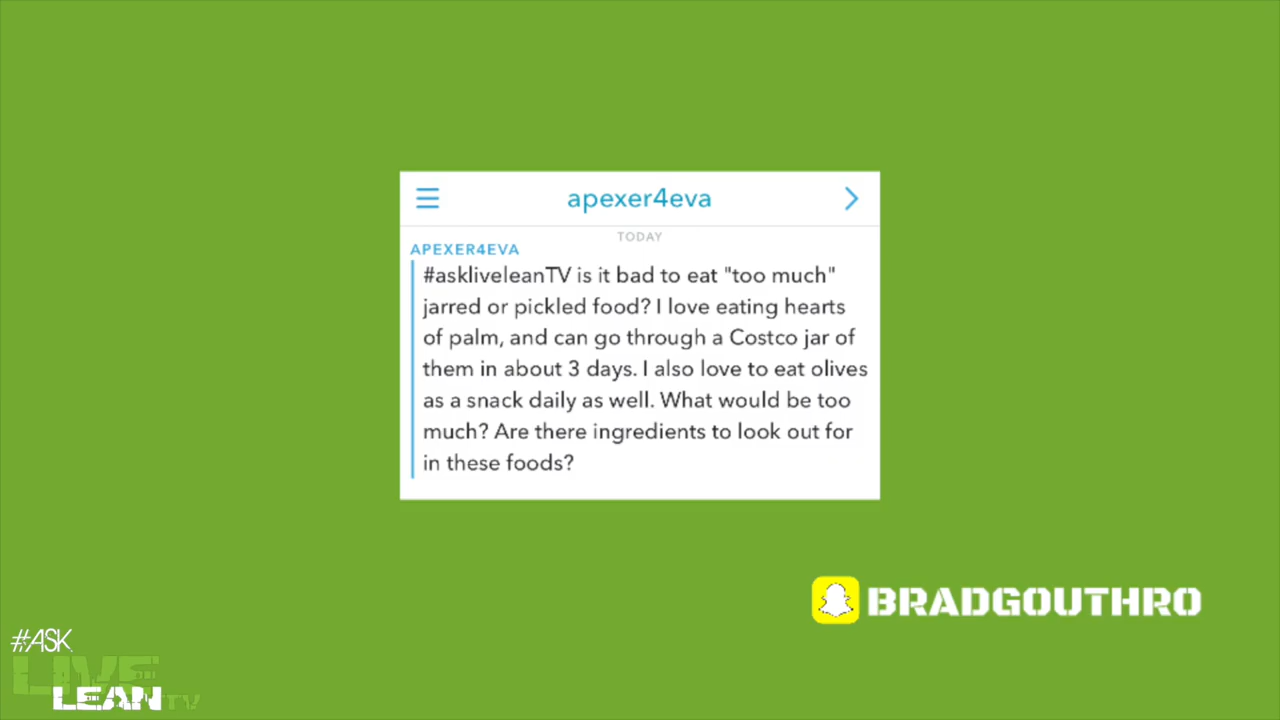 apexer4eva
TODAY
APEXER4EVA
#askliveleanTV is it bad to eat "too much"
jarred or pickled food? I love eating hearts
of palm, and can go through a Costco jar of
them in about 3 days. I also love to eat olives
as a snack daily as well. What would be too
much? Are there ingredients to look out for
in these foods?
BRADGOUTHRO
#ASK
LIVE
LEAN TV